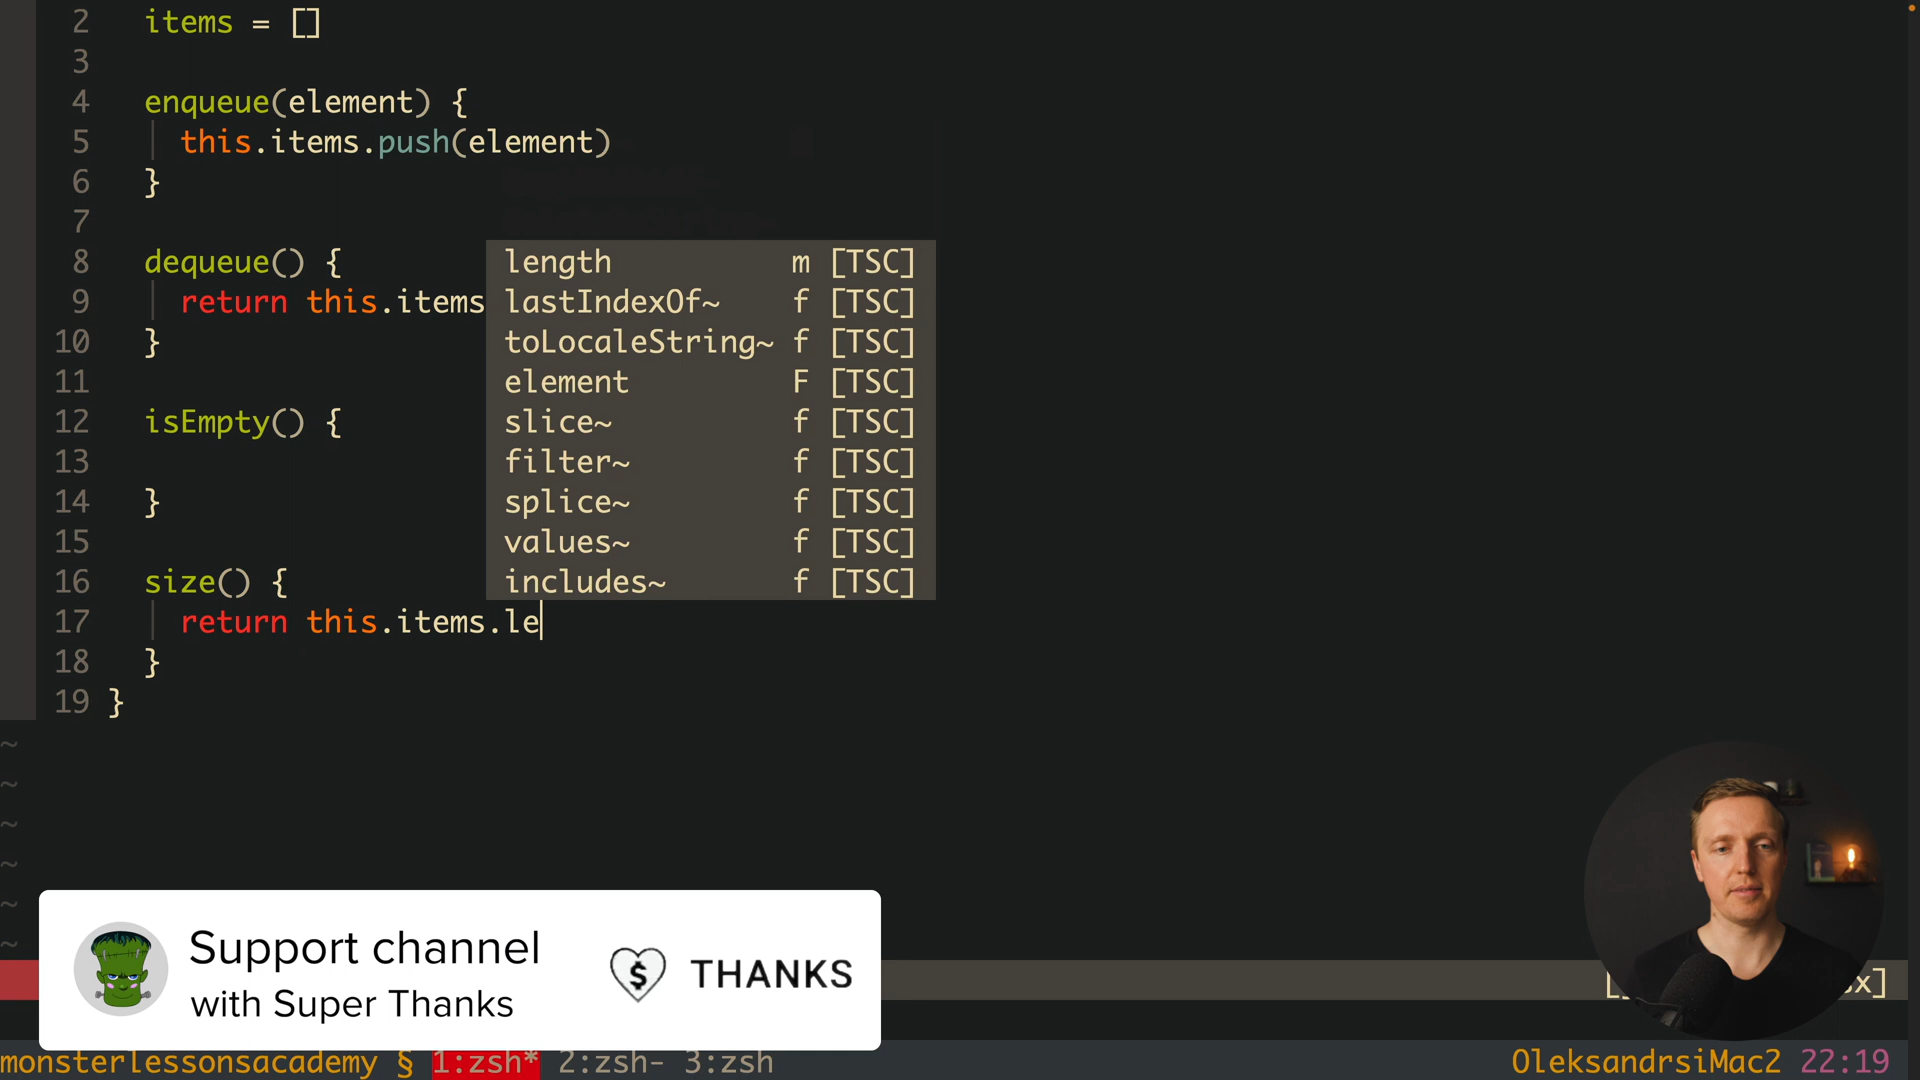 2 items = []
3
4 enqueue(element) {
5 this.items.push(element)
6 }
7
8 dequeue() {
9 return this.items
10 }
11
12 isEmpty() {
13
14 }
15
16 size() {
17 return this.items.le
18 }
19 }
length m [TSC]
lastIndexOf~ f [TSC]
toLocaleString~ f [TSC]
element F [TSC]
slice~ f [TSC]
filter~ f [TSC]
splice~ f [TSC]
values~ f [TSC]
includes~ f [TSC]
~
~
~
~
~
~
Support channel
with Super Thanks
$ THANKS
monsterlessonsacademy § 1:zsh* 2:zsh- 3:zsh
OleksandrsiMac2 22:19